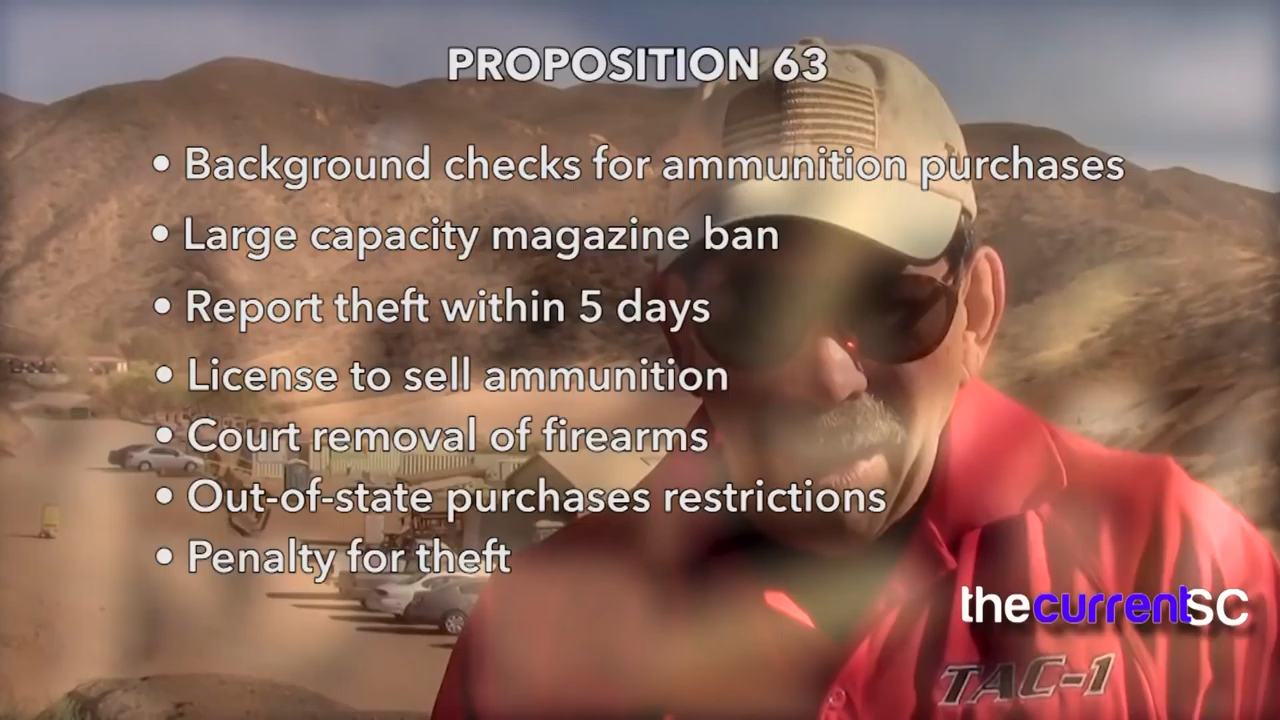 PROPOSITION 63
• Background checks for ammunition purchases
• Large capacity magazine ban
• Report theft within 5 days
• License to sell ammunition
• Court removal of firearms
• Out-of-state purchases restrictions
• Penalty for theft
thecurrentSC
TAC-1